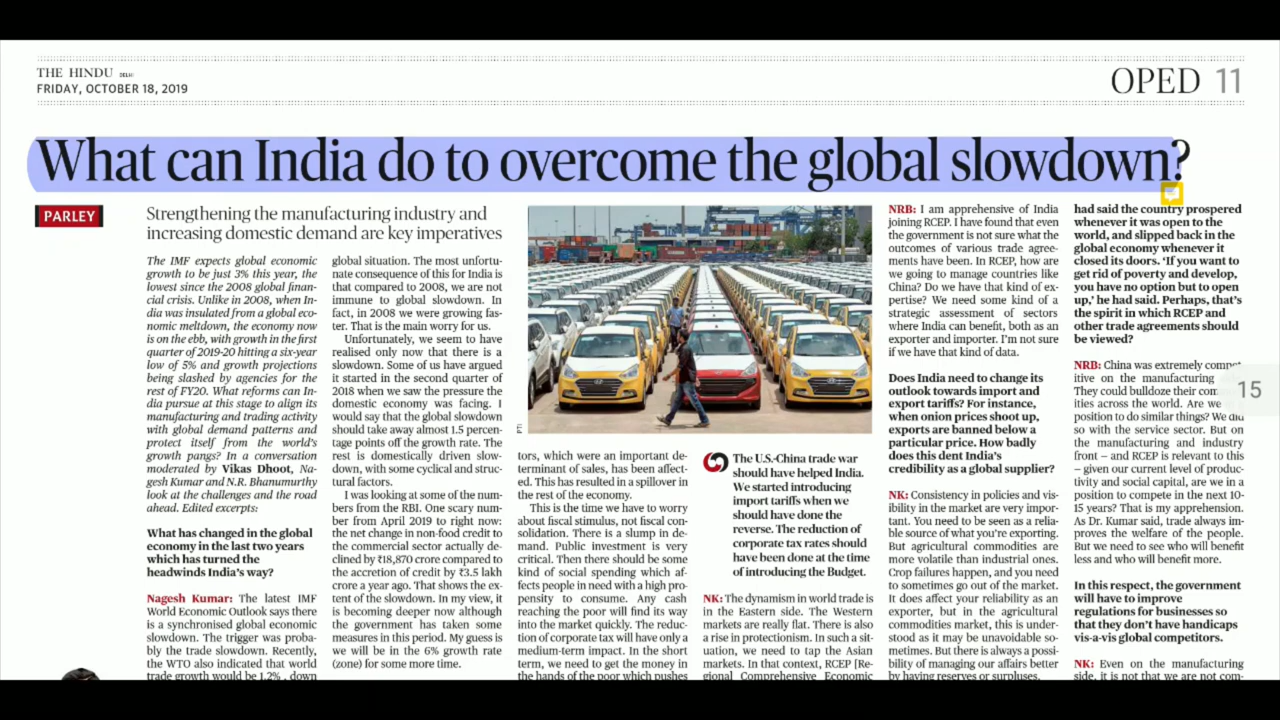 THE HINDU DELHI
FRIDAY, OCTOBER 18, 2019
OPED 11
What can India do to overcome the global slowdown?
PARLEY
Strengthening the manufacturing industry and
increasing domestic demand are key imperatives
The IMF expects global economic
growth to be just 3% this year, the
lowest since the 2008 global finan-
cial crisis. Unlike in 2008, when In-
dia was insulated from a global eco-
nomic meltdown, the economy now
is on the ebb, with growth in the first
quarter of 2019-20 hitting a six-year
low of 5% and growth projections
being slashed by agencies for the
rest of FY20. What reforms can In-
dia pursue at this stage to align its
manufacturing and trading activity
with global demand patterns and
protect itself from the world's
growth pangs? In a conversation
moderated by Vikas Dhoot, Na-
gesh Kumar and N.R. Bhanumurthy
look at the challenges and the road
ahead. Edited excerpts:
What has changed in the global
economy in the last two years
which has turned the
headwinds India's way?
Nagesh Kumar: The latest IMF
World Economic Outlook says there
is a synchronised global economic
slowdown. The trigger was proba-
bly the trade slowdown. Recently,
the WTO also indicated that world
trade growth would be 1.2% , down
global situation. The most unfortu-
nate consequence of this for India is
that compared to 2008, we are not
immune to global slowdown. In
fact, in 2008 we were growing fas-
ter. That is the main worry for us.
Unfortunately, we seem to have
realised only now that there is a
slowdown. Some of us have argued
it started in the second quarter of
2018 when we saw the pressure the
domestic economy was facing. I
would say that the global slowdown
should take away almost 1.5 percen-
tage points off the growth rate. The
rest is domestically driven slow-
down, with some cyclical and struc-
tural factors.
I was looking at some of the num-
bers from the RBI. One scary num-
ber from April 2019 to right now:
the net change in non-food credit to
the commercial sector actually de-
clined by ₹18,870 crore compared to
the accretion of credit by ₹3.5 lakh
crore a year ago. That shows the ex-
tent of the slowdown. In my view, it
is becoming deeper now although
the government has taken some
measures in this period. My guess is
we will be in the 6% growth rate
(zone) for some more time.
PTI
tors, which were an important de-
terminant of sales, has been affect-
ed. This has resulted in a spillover in
the rest of the economy.
This is the time we have to worry
about fiscal stimulus, not fiscal con-
solidation. There is a slump in de-
mand. Public investment is very
critical. Then there should be some
kind of social spending which af-
fects people in need with a high pro-
pensity to consume. Any cash
reaching the poor will find its way
into the market quickly. The reduc-
tion of corporate tax will have only a
medium-term impact. In the short
term, we need to get the money in
the hands of the poor which pushes
The U.S.-China trade war
should have helped India.
We started introducing
import tariffs when we
should have done the
reverse. The reduction of
corporate tax rates should
have been done at the time
of introducing the Budget.
NK: The dynamism in world trade is
in the Eastern side. The Western
markets are really flat. There is also
a rise in protectionism. In such a sit-
uation, we need to tap the Asian
markets. In that context, RCEP [Re-
gional Comprehensive Economic
NRB: I am apprehensive of India
joining RCEP. I have found that even
the government is not sure what the
outcomes of various trade agree-
ments have been. In RCEP, how are
we going to manage countries like
China? Do we have that kind of ex-
pertise? We need some kind of a
strategic assessment of sectors
where India can benefit, both as an
exporter and importer. I'm not sure
if we have that kind of data.
Does India need to change its
outlook towards import and
export tariffs? For instance,
when onion prices shoot up,
exports are banned below a
particular price. How badly
does this dent India's
credibility as a global supplier?
NK: Consistency in policies and vis-
ibility in the market are very impor-
tant. You need to be seen as a relia-
ble source of what you're exporting.
But agricultural commodities are
more volatile than industrial ones.
Crop failures happen, and you need
to sometimes go out of the market.
It does affect your reliability as an
exporter, but in the agricultural
commodities market, this is under-
stood as it may be unavoidable so-
metimes. But there is always a possi-
bility of managing our affairs better
by having reserves or surpluses.
had said the country prospered
whenever it was open to the
world, and slipped back in the
global economy whenever it
closed its doors. 'If you want to
get rid of poverty and develop,
you have no option but to open
up,' he had said. Perhaps, that's
the spirit in which RCEP and
other trade agreements should
be viewed?
NRB: China was extremely compet-
itive on the manufacturing
They could bulldoze their com
ities across the world. Are we
position to do similar things? We did
so with the service sector. But on
the manufacturing and industry
front – and RCEP is relevant to this
– given our current level of produc-
tivity and social capital, are we in a
position to compete in the next 10-
15 years? That is my apprehension.
As Dr. Kumar said, trade always im-
proves the welfare of the people.
But we need to see who will benefit
less and who will benefit more.
In this respect, the government
will have to improve
regulations for businesses so
that they don't have handicaps
vis-a-vis global competitors.
NK: Even on the manufacturing
side, it is not that we are not com-
15